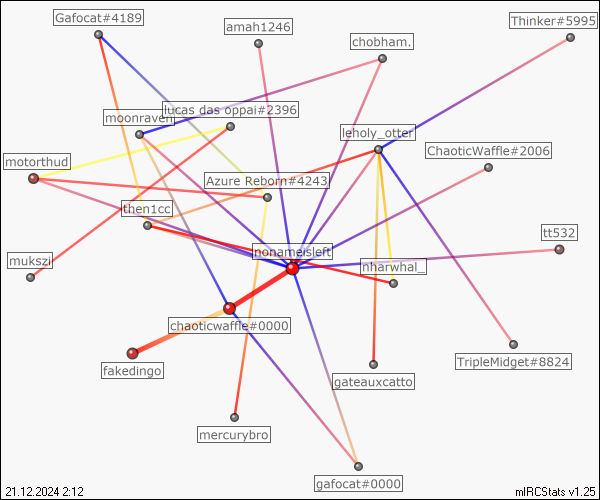 Gafocat#4189
amah1246
Thinker#5995
chobham.
lucas das oppai#2396
moonraven
leholy_otter
ChaoticWaffle#2006
motorthud
Azure Reborn#4243
then1cc
tt532
nonameisleft
mukszi
nharwhal_
chaoticwaffle#0000
fakedingo
TripleMidget#8824
gateauxcatto
mercurybro
gafocat#0000
21.12.2024 2:12
mIRCStats v1.25